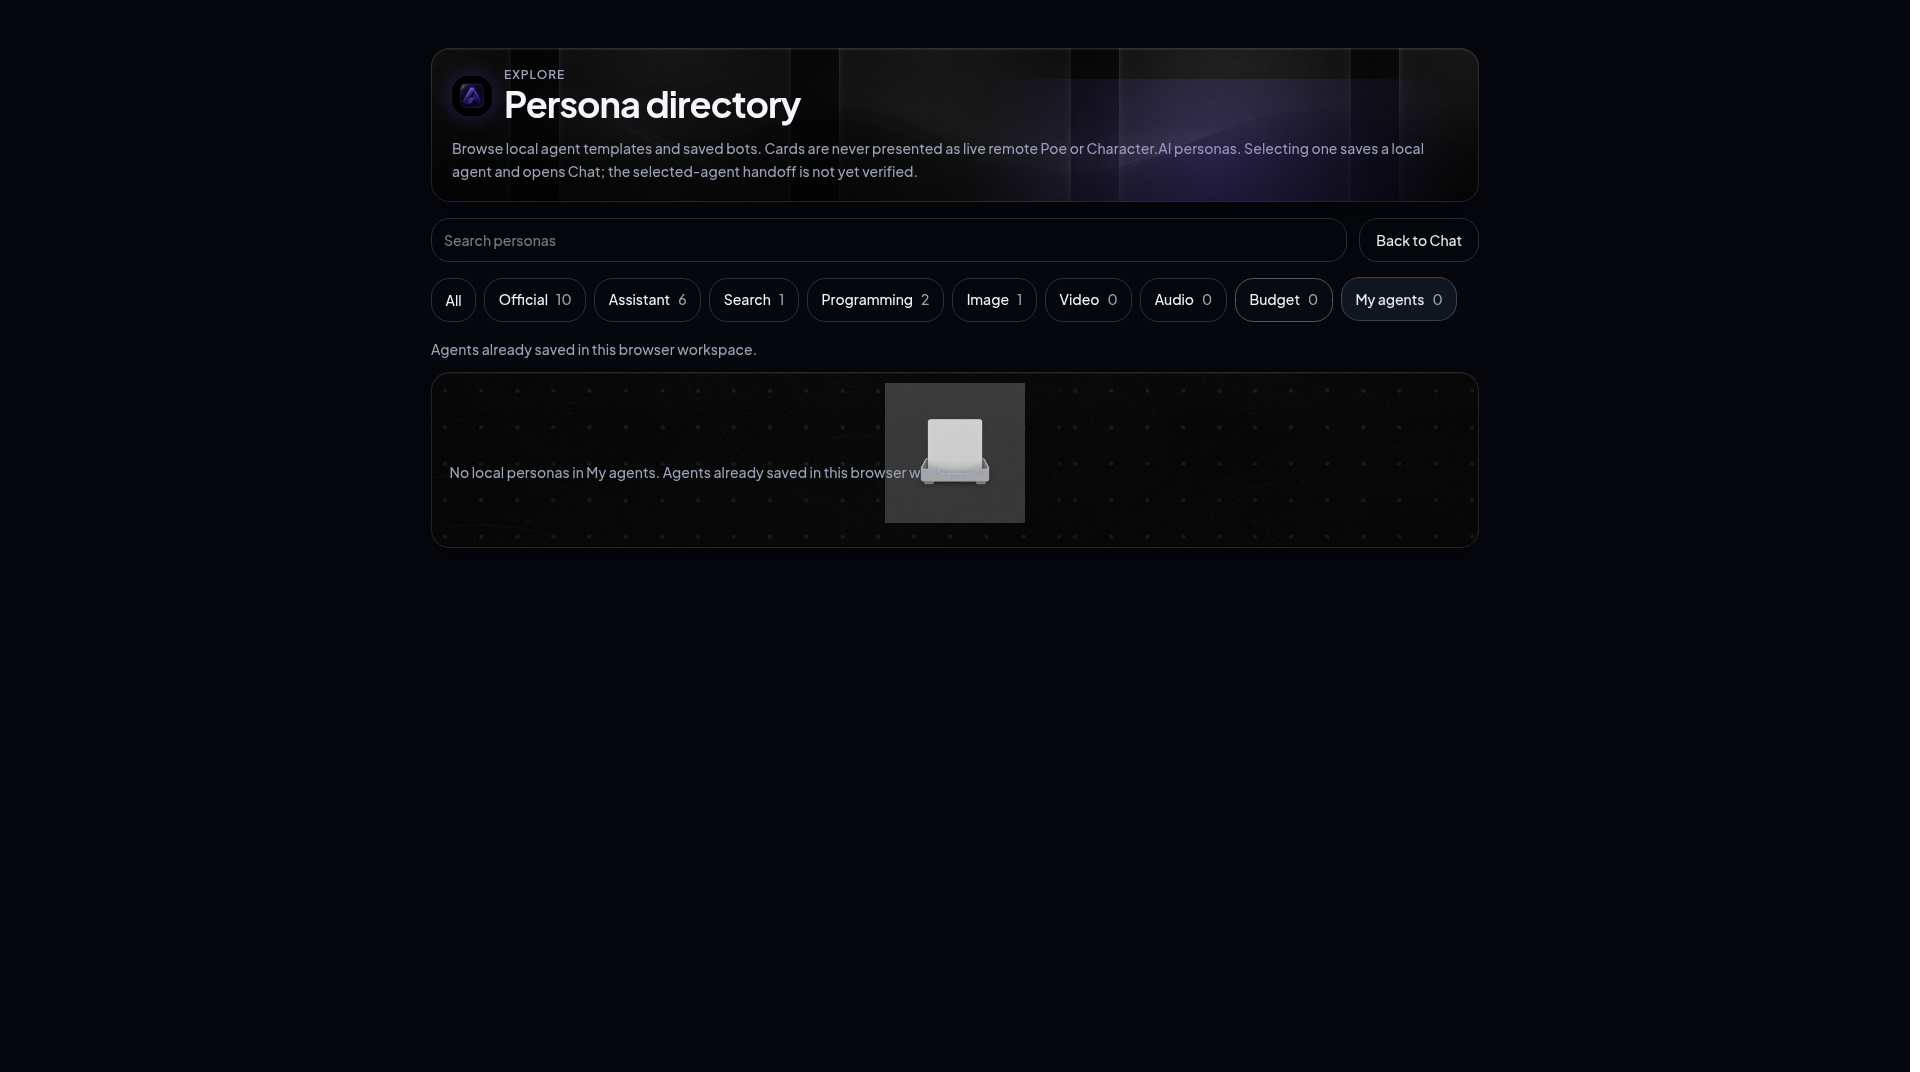 EXPLORE
Persona directory
Browse local agent templates and saved bots. Cards are never presented as live remote Poe or Character.AI personas. Selecting one saves a local
agent and opens Chat; the selected-agent handoff is not yet verified.
Search personas
Back to Chat
All
Official 10
Assistant 6
Search 1
Programming 2
Image 1
Video 0
Audio 0
Budget 0
My agents 0
Agents already saved in this browser workspace.
No local personas in My agents. Agents already saved in this browser